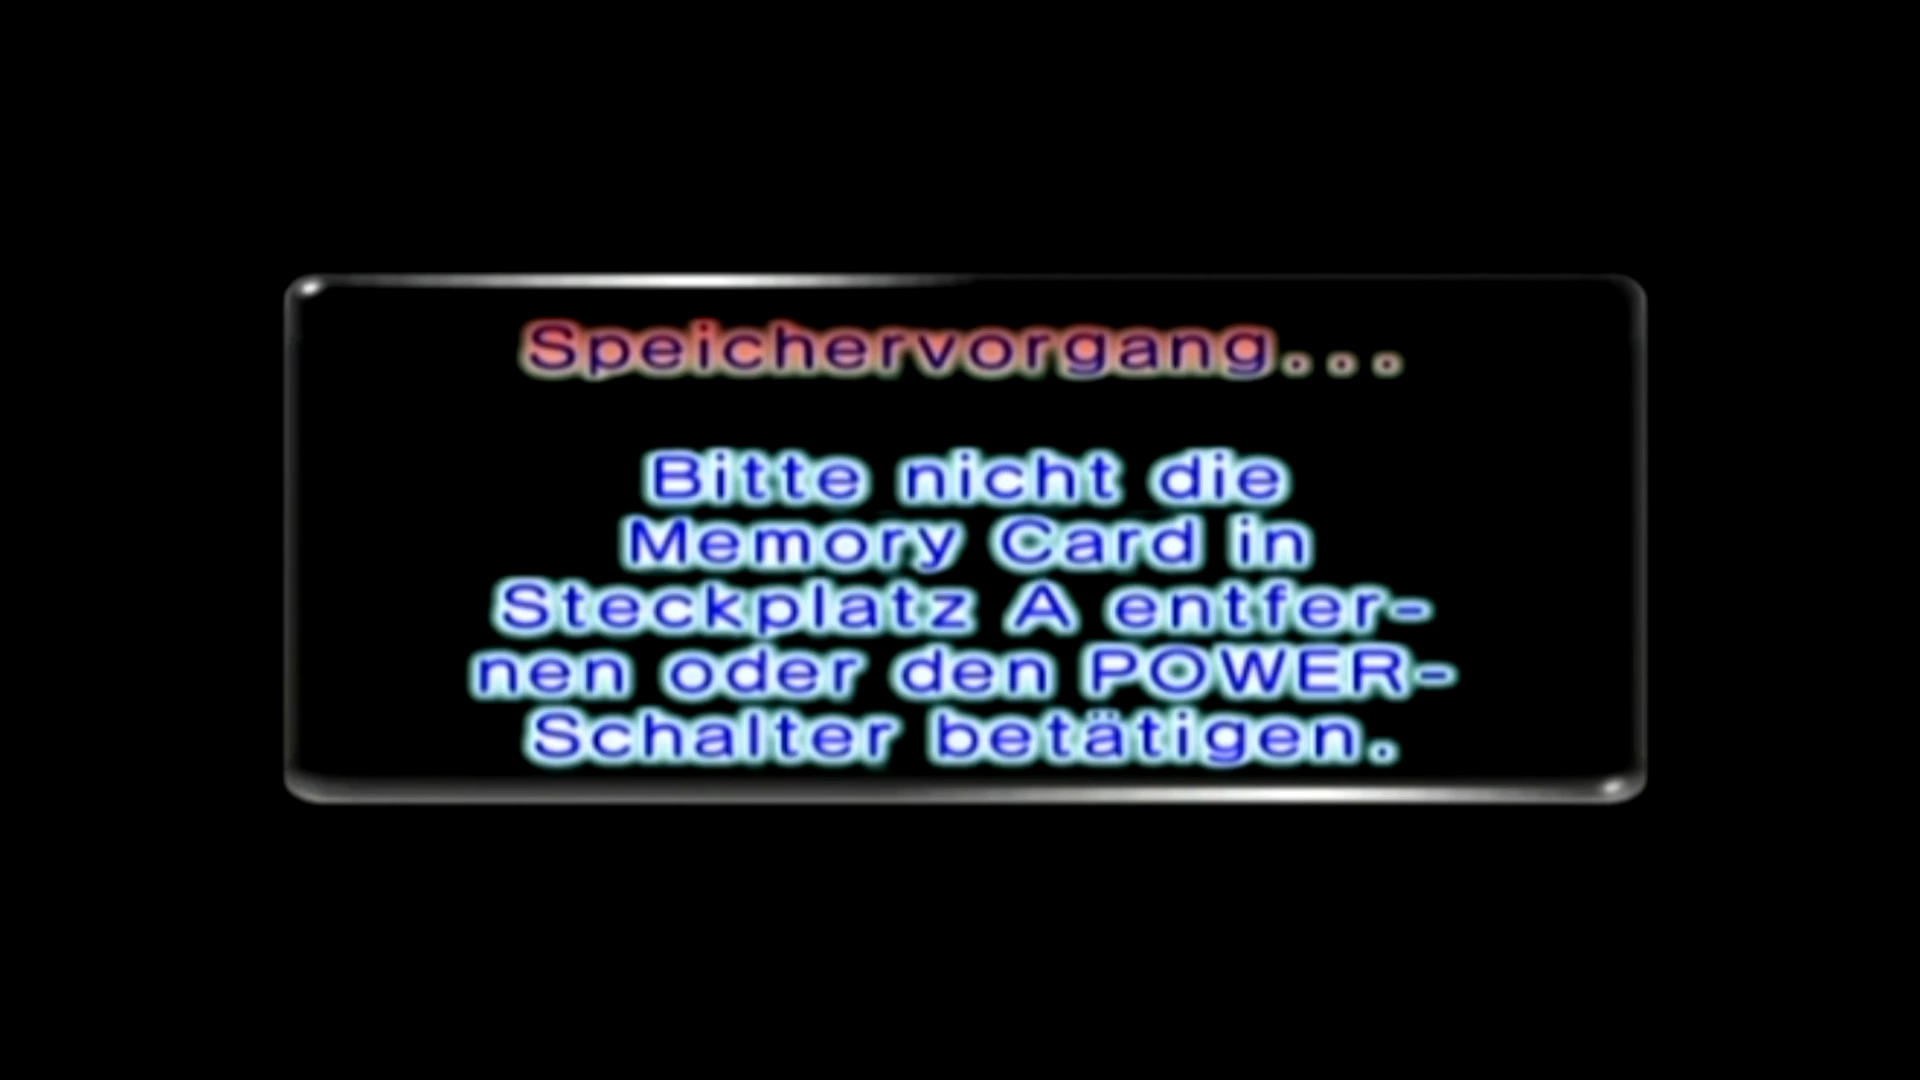 Speichervorgang...
Bitte nicht die
Memory Card in
Steckplatz A entfer-
nen oder den POWER-
Schalter betätigen.